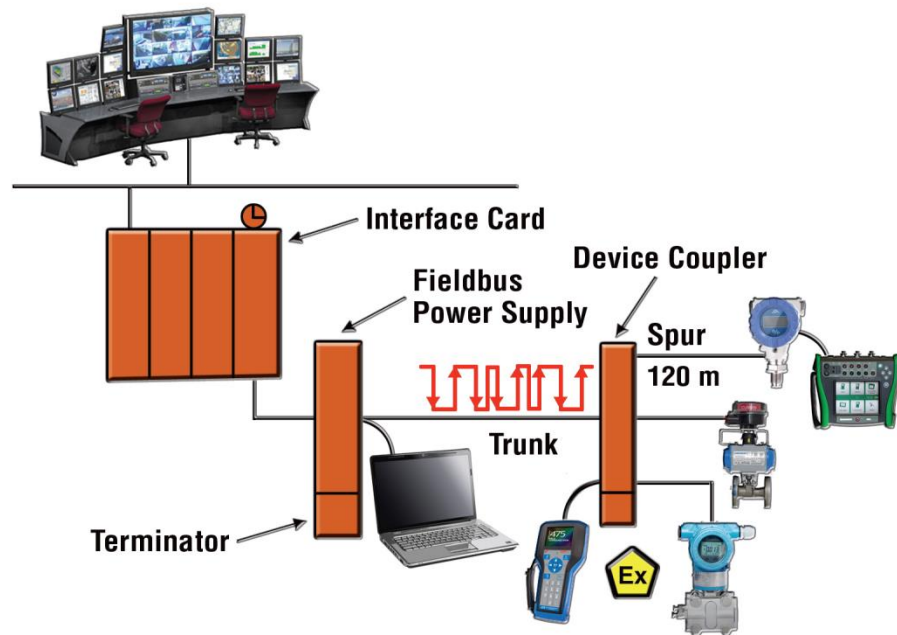 Interface Card
Device Coupler
Fieldbus
Power Supply
Spur
120 m
Trunk
Terminator
475
Ex